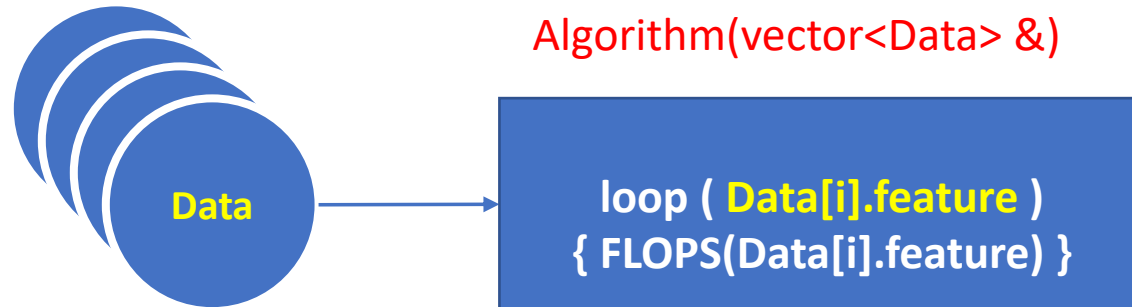 Algorithm(vector<Data> &)
Data
loop ( Data[i].feature )
{ FLOPS(Data[i].feature) }